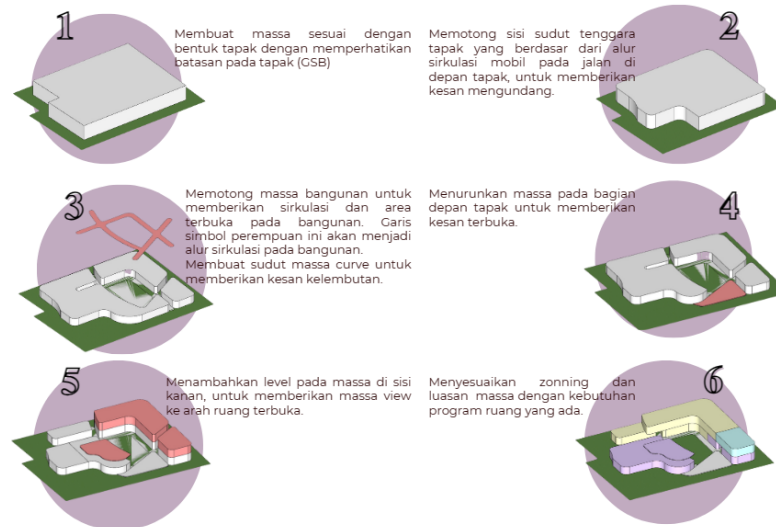 1
Membuat massa sesuai dengan
bentuk tapak dengan memperhatikan
batasan pada tapak (GSB)
2
Memotong sisi sudut tenggara
tapak yang berdasar dari alur
sirkulasi mobil pada jalan di
depan tapak, untuk memberikan
kesan mengundang.
3
Memotong massa bangunan untuk
memberikan sirkulasi dan area
terbuka pada bangunan. Garis
simbol perempuan ini akan menjadi
alur sirkulasi pada bangunan.
Membuat sudut massa curve untuk
memberikan kesan kelembutan.
4
Menurunkan massa pada bagian
depan tapak untuk memberikan
kesan terbuka.
5
Menambahkan level pada massa di sisi
kanan, untuk memberikan massa view
ke arah ruang terbuka.
6
Menyesuaikan zonning dan
luasan massa dengan kebutuhan
program ruang yang ada.